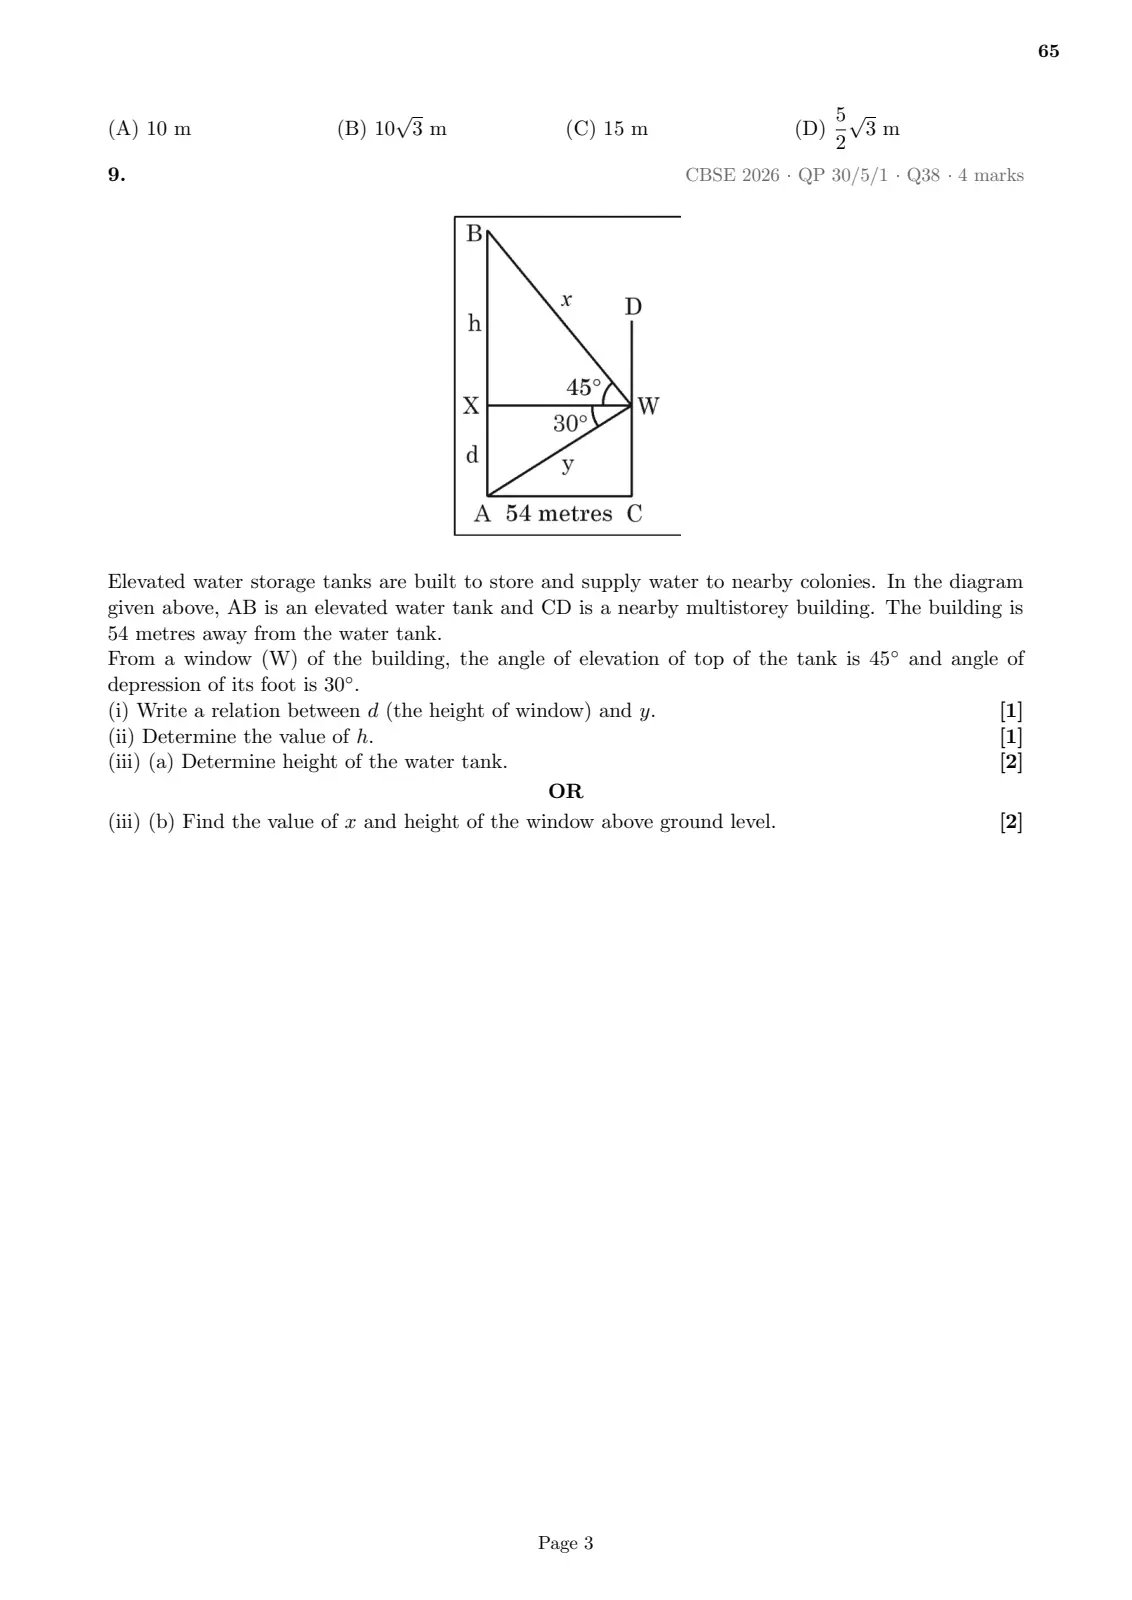 65
(A) 10 m (B) 10√3 m (C) 15 m (D) 5/2 √3 m
9. CBSE 2026 · QP 30/5/1 · Q38 · 4 marks
B
x
D
h
45°
X
W
30°
d
y
A 54 metres C
Elevated water storage tanks are built to store and supply water to nearby colonies. In the diagram
given above, AB is an elevated water tank and CD is a nearby multistorey building. The building is
54 metres away from the water tank.
From a window (W) of the building, the angle of elevation of top of the tank is 45° and angle of
depression of its foot is 30°.
(i) Write a relation between d (the height of window) and y. [1]
(ii) Determine the value of h. [1]
(iii) (a) Determine height of the water tank. [2]
OR
(iii) (b) Find the value of x and height of the window above ground level. [2]
Page 3